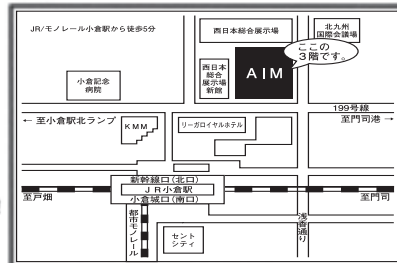 JR/モノレール小倉駅から徒歩5分
西日本総合展示場
北九州
国際会議場
ここの
3階です。
小倉記念
病院
西日本
総合
展示場
新館
AIM
199号線
← 至小倉駅北ランプ
KMM
リーガロイヤルホテル
至門司港 →
新幹線口(北口)
至戸畑
JR小倉駅
至門司
小倉城口(南口)
都市モノレール
浅香通り
セント
シティ